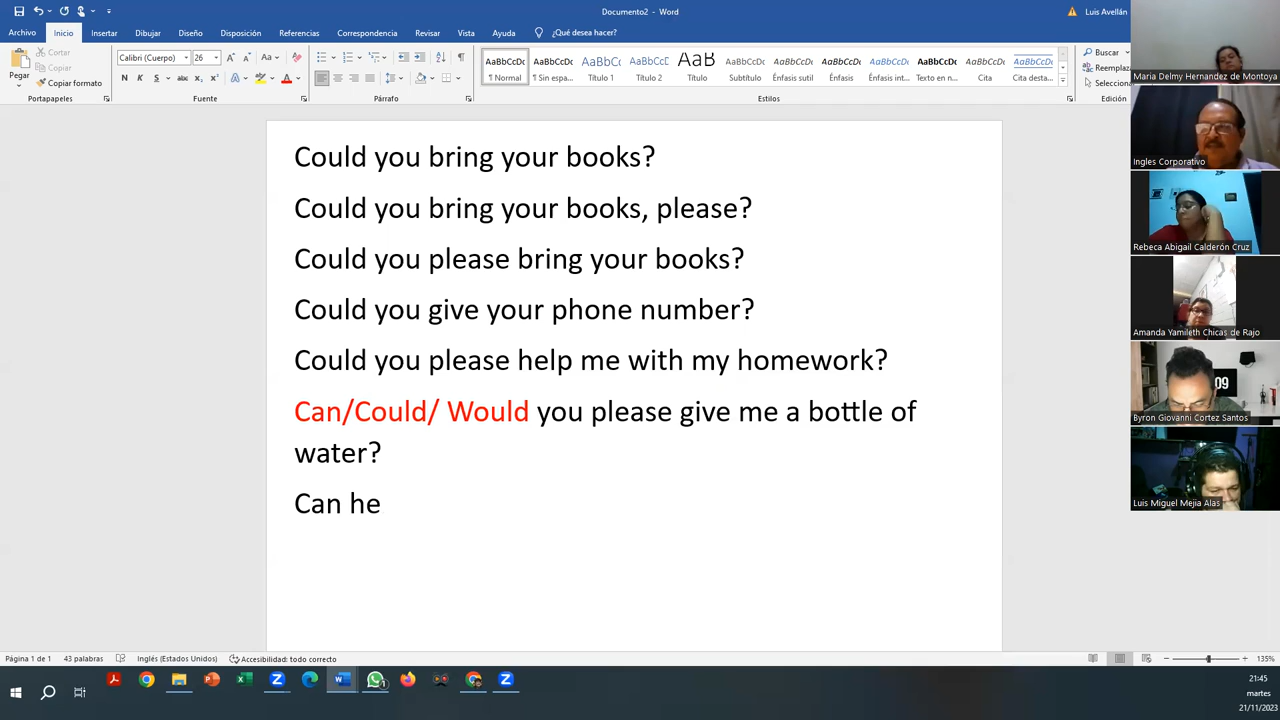 Documento2 - Word
Luis Avellán
Archivo Inicio Insertar Dibujar Diseño Disposición Referencias Correspondencia Revisar Vista Ayuda ¿Qué desea hacer?
Pegar
Cortar
Copiar
Copiar formato
Portapapeles
Calibri (Cuerpo) 26
Fuente
Párrafo
AaBbCcDc AaBbCcDc AaBbC AaBbCcC AaB AaBbCcD AaBbCcDc AaBbCcDc AaBbCcDc AaBbCcDc AaBbCcDc AaBbCcDc
¶ Normal ¶ Sin espa... Título 1 Título 2 Título Subtítulo Énfasis sutil Énfasis Énfasis int... Texto en n... Cita Cita desta...
Estilos
Buscar
Reemplaza
Selecciona
Edición
Could you bring your books?
Could you bring your books, please?
Could you please bring your books?
Could you give your phone number?
Could you please help me with my homework?
Can/Could/ Would you please give me a bottle of
water?
Can he
Maria Delmy Hernandez de Montoya
Ingles Corporativo
Rebeca Abigail Calderón Cruz
Amanda Yamileth Chicas de Rajo
09
Byron Giovanni Cortez Santos
Luis Miguel Mejia Alas
Página 1 de 1 43 palabras Inglés (Estados Unidos) Accesibilidad: todo correcto 135%
21:45
martes
21/11/2023